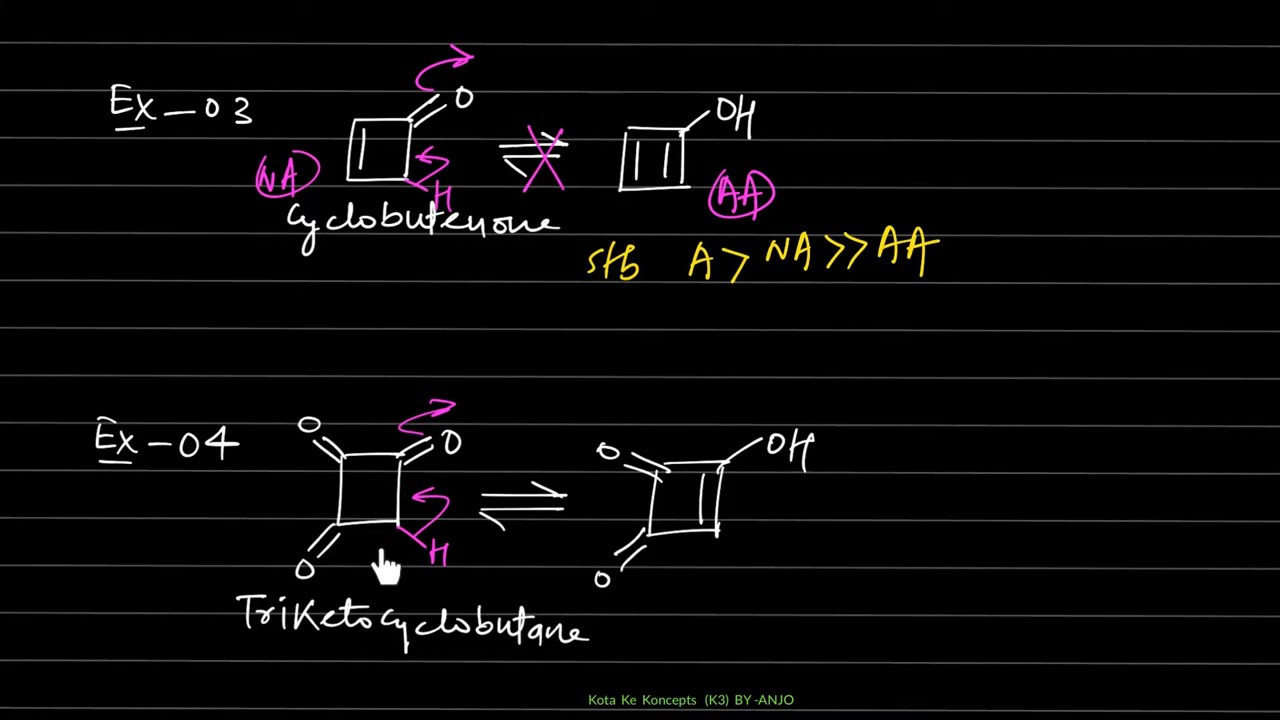 O
Ex-03
OH
NA
H
AA
Cyclobutenone
stb A > NA >> AA
O
Ex-04
O
OH
O
H
O
O
TriKetocyclobutane
Kota Ke Koncepts (K3) BY -ANJO